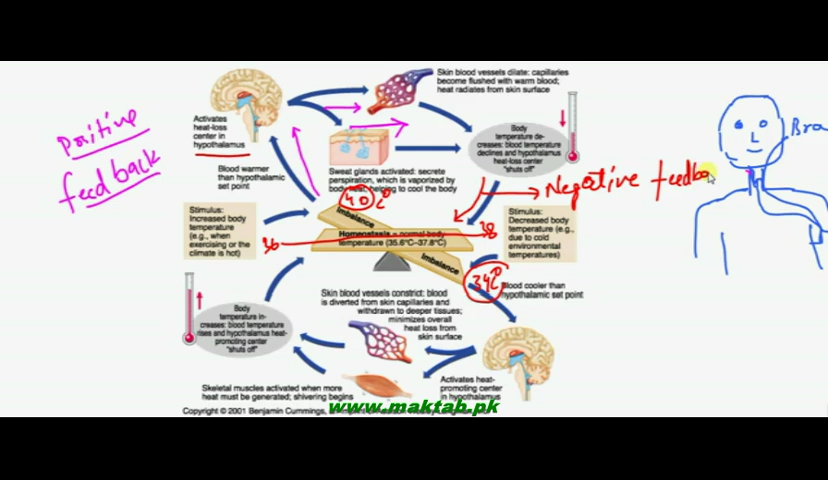 Skin blood vessels dilate: capillaries
become flushed with warm blood;
heat radiates from skin surface
Activates
heat-loss
center in
hypothalamus
Positive
feedback
Body
temperature de-
creases: blood temperature
declines and hypothalamus
heat-loss center
"shuts off"
Blood warmer
than hypothalamic
set point
Sweat glands activated: secrete
perspiration, which is vaporized by
body helping to cool the body
Negative feedba
40 C°
Stimulus:
Increased body
temperature
(e.g., when
exercising or the
climate is hot)
Imbalance
36
Homeostasis = normal body
temperature (35.6°C–37.8°C)
38
Imbalance
Stimulus:
Decreased body
temperature (e.g.,
due to cold
environmental
temperatures)
34C°
Blood cooler than
hypothalamic set point
Skin blood vessels constrict: blood
is diverted from skin capillaries and
withdrawn to deeper tissues;
minimizes overall
heat loss from
skin surface
Body
temperature in-
creases: blood temperature
rises and hypothalamus heat-
promoting center
"shuts off"
Activates heat-
promoting center
in hypothalamus
Skeletal muscles activated when more
heat must be generated; shivering begins
Copyright © 2001 Benjamin Cummings,
www.maktab.pk
Bra